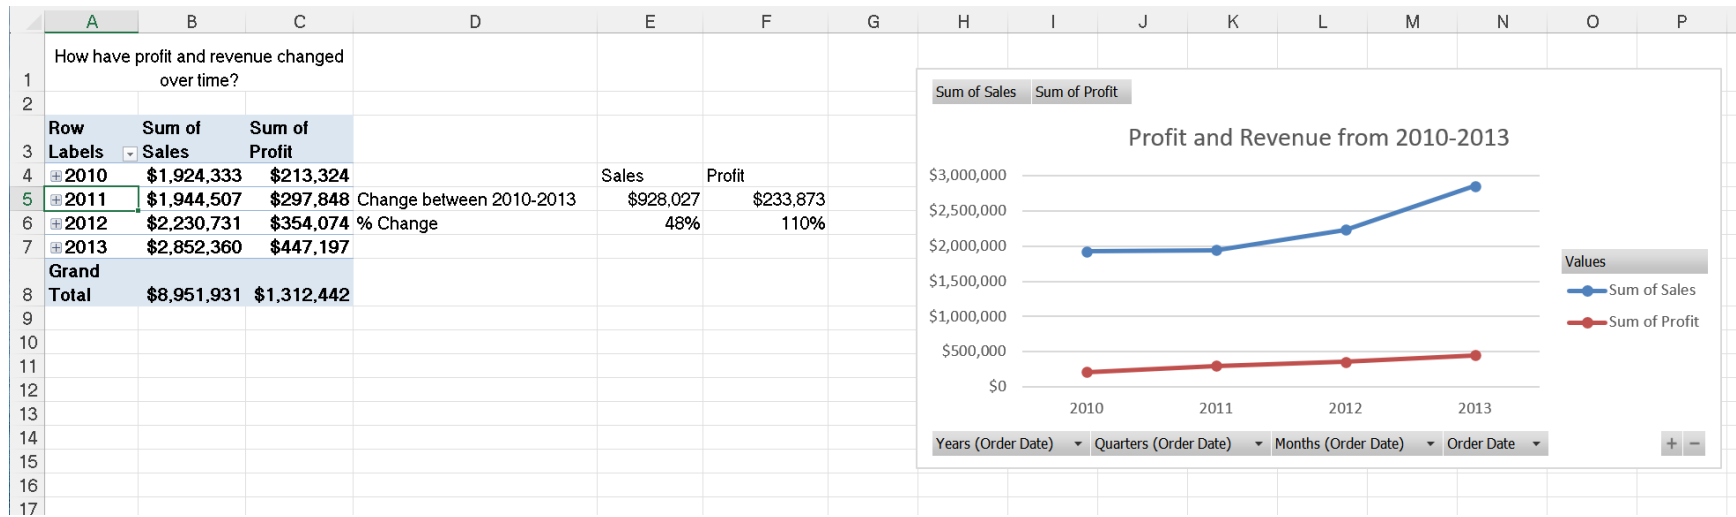 A B C D E F G H I J K L M N O P
1 How have profit and revenue changed
over time?
2
3 Row Labels Sum of Sales Sum of Profit
4 2010 $1,924,333 $213,324 Sales Profit
5 2011 $1,944,507 $297,848 Change between 2010-2013 $928,027 $233,873
6 2012 $2,230,731 $354,074 % Change 48% 110%
7 2013 $2,852,360 $447,197
8 Grand Total $8,951,931 $1,312,442
9
10
11
12
13
14
15
16
17
Sum of Sales Sum of Profit
Profit and Revenue from 2010-2013
$3,000,000
$2,500,000
$2,000,000
$1,500,000
$1,000,000
$500,000
$0
2010 2011 2012 2013
Values
Sum of Sales
Sum of Profit
Years (Order Date) Quarters (Order Date) Months (Order Date) Order Date
+ −